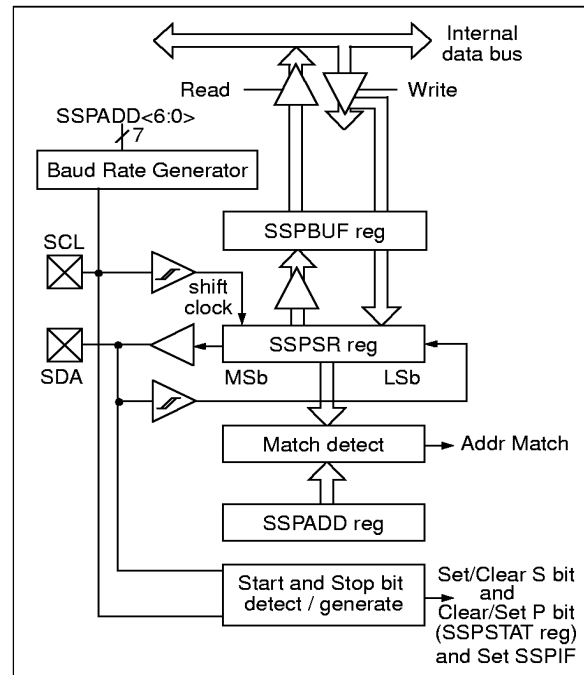 Internal
data bus
Read
Write
SSPADD<6:0>
7
Baud Rate Generator
SSPBUF reg
SCL
shift
clock
SSPSR reg
SDA
MSb
LSb
Match detect
Addr Match
SSPADD reg
Start and Stop bit
detect / generate
Set/Clear S bit
and
Clear/Set P bit
(SSPSTAT reg)
and Set SSPIF